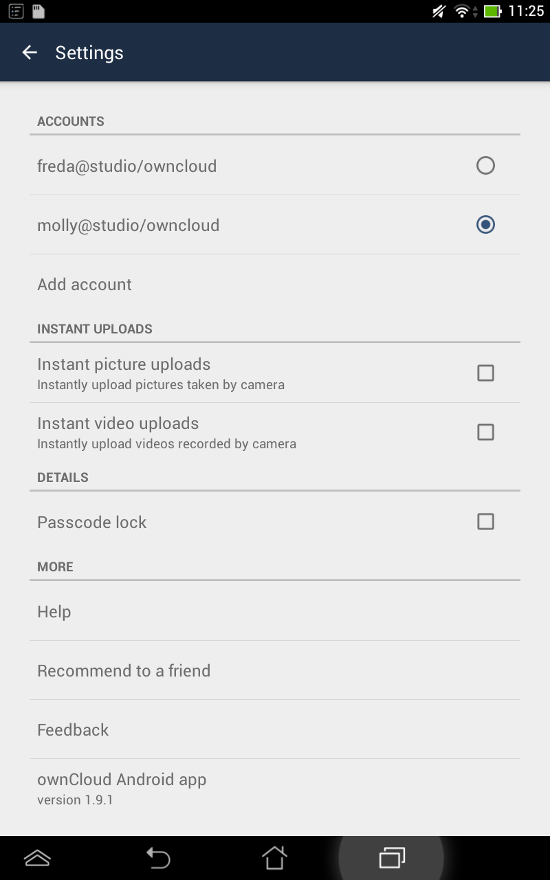 11:25
Settings
ACCOUNTS
freda@studio/owncloud
molly@studio/owncloud
Add account
INSTANT UPLOADS
Instant picture uploads
Instantly upload pictures taken by camera
Instant video uploads
Instantly upload videos recorded by camera
DETAILS
Passcode lock
MORE
Help
Recommend to a friend
Feedback
ownCloud Android app
version 1.9.1